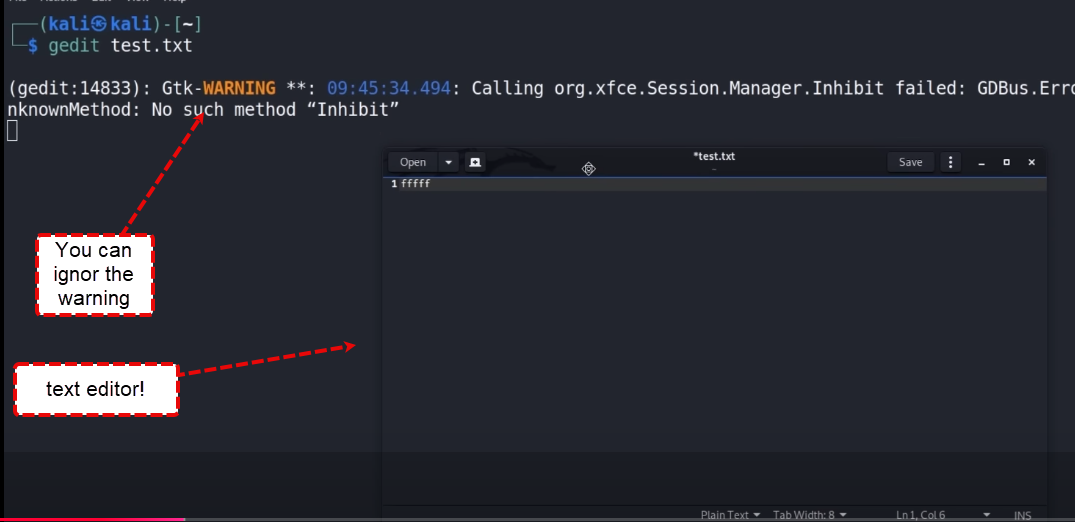 (kali㉿kali)-[~]
$ gedit test.txt
(gedit:14833): Gtk-WARNING **: 09:45:34.494: Calling org.xfce.Session.Manager.Inhibit failed: GDBus.Erro
nknownMethod: No such method “Inhibit”
Open
*test.txt
Save
1 fffff
You can
ignor the
warning
text editor!
Plain Text
Tab Width: 8
Ln 1, Col 6
INS